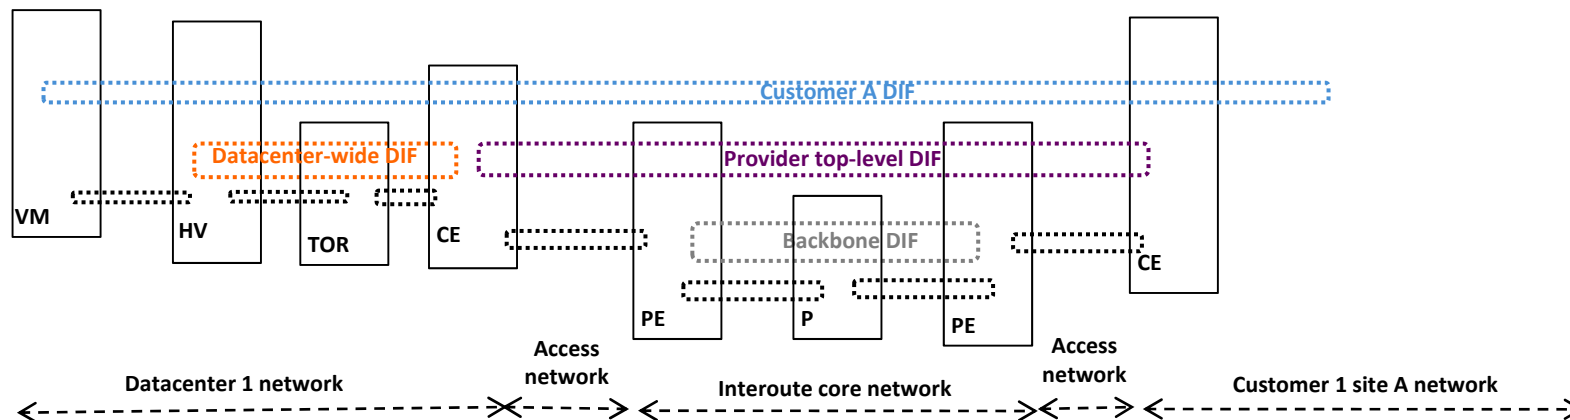 Customer A DIF
Datacenter-wide DIF
Provider top-level DIF
VM
HV
TOR
CE
Backbone DIF
CE
PE
P
PE
Access
network
Access
network
Datacenter 1 network
Interoute core network
Customer 1 site A network